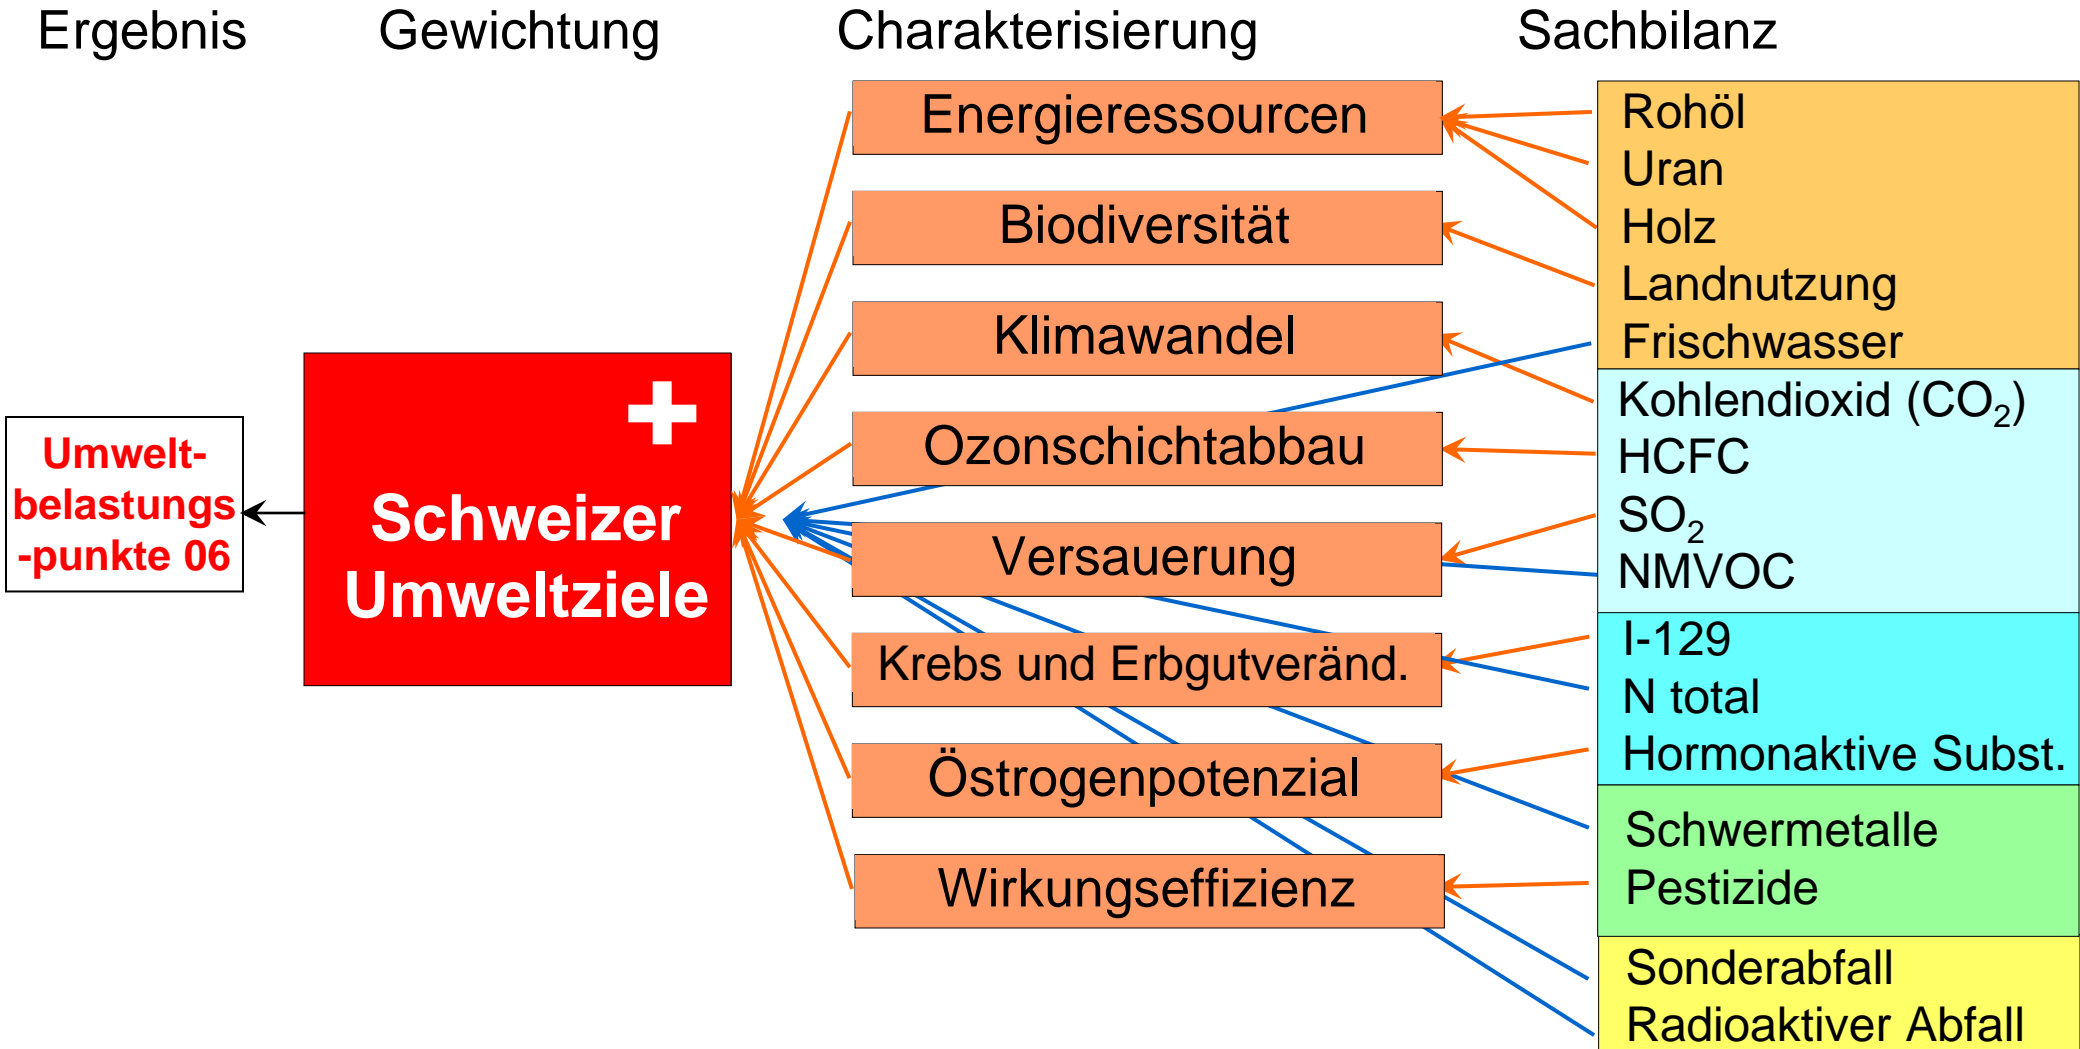 Ergebnis Gewichtung Charakterisierung Sachbilanz
Umwelt-
belastungs
-punkte 06
Schweizer
Umweltziele
Energieressourcen
Biodiversität
Klimawandel
Ozonschichtabbau
Versauerung
Krebs und Erbgutveränd.
Östrogenpotenzial
Wirkungseffizienz
Rohöl
Uran
Holz
Landnutzung
Frischwasser
Kohlendioxid (CO₂)
HCFC
SO₂
NMVOC
I-129
N total
Hormonaktive Subst.
Schwermetalle
Pestizide
Sonderabfall
Radioaktiver Abfall